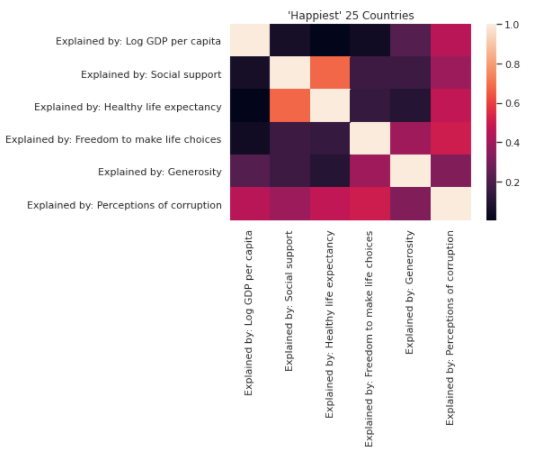 'Happiest' 25 Countries
Explained by: Log GDP per capita
Explained by: Social support
Explained by: Healthy life expectancy
Explained by: Freedom to make life choices
Explained by: Generosity
Explained by: Perceptions of corruption
1.0
0.8
0.6
0.4
0.2
Explained by: Log GDP per capita
Explained by: Social support
Explained by: Healthy life expectancy
Explained by: Freedom to make life choices
Explained by: Generosity
Explained by: Perceptions of corruption